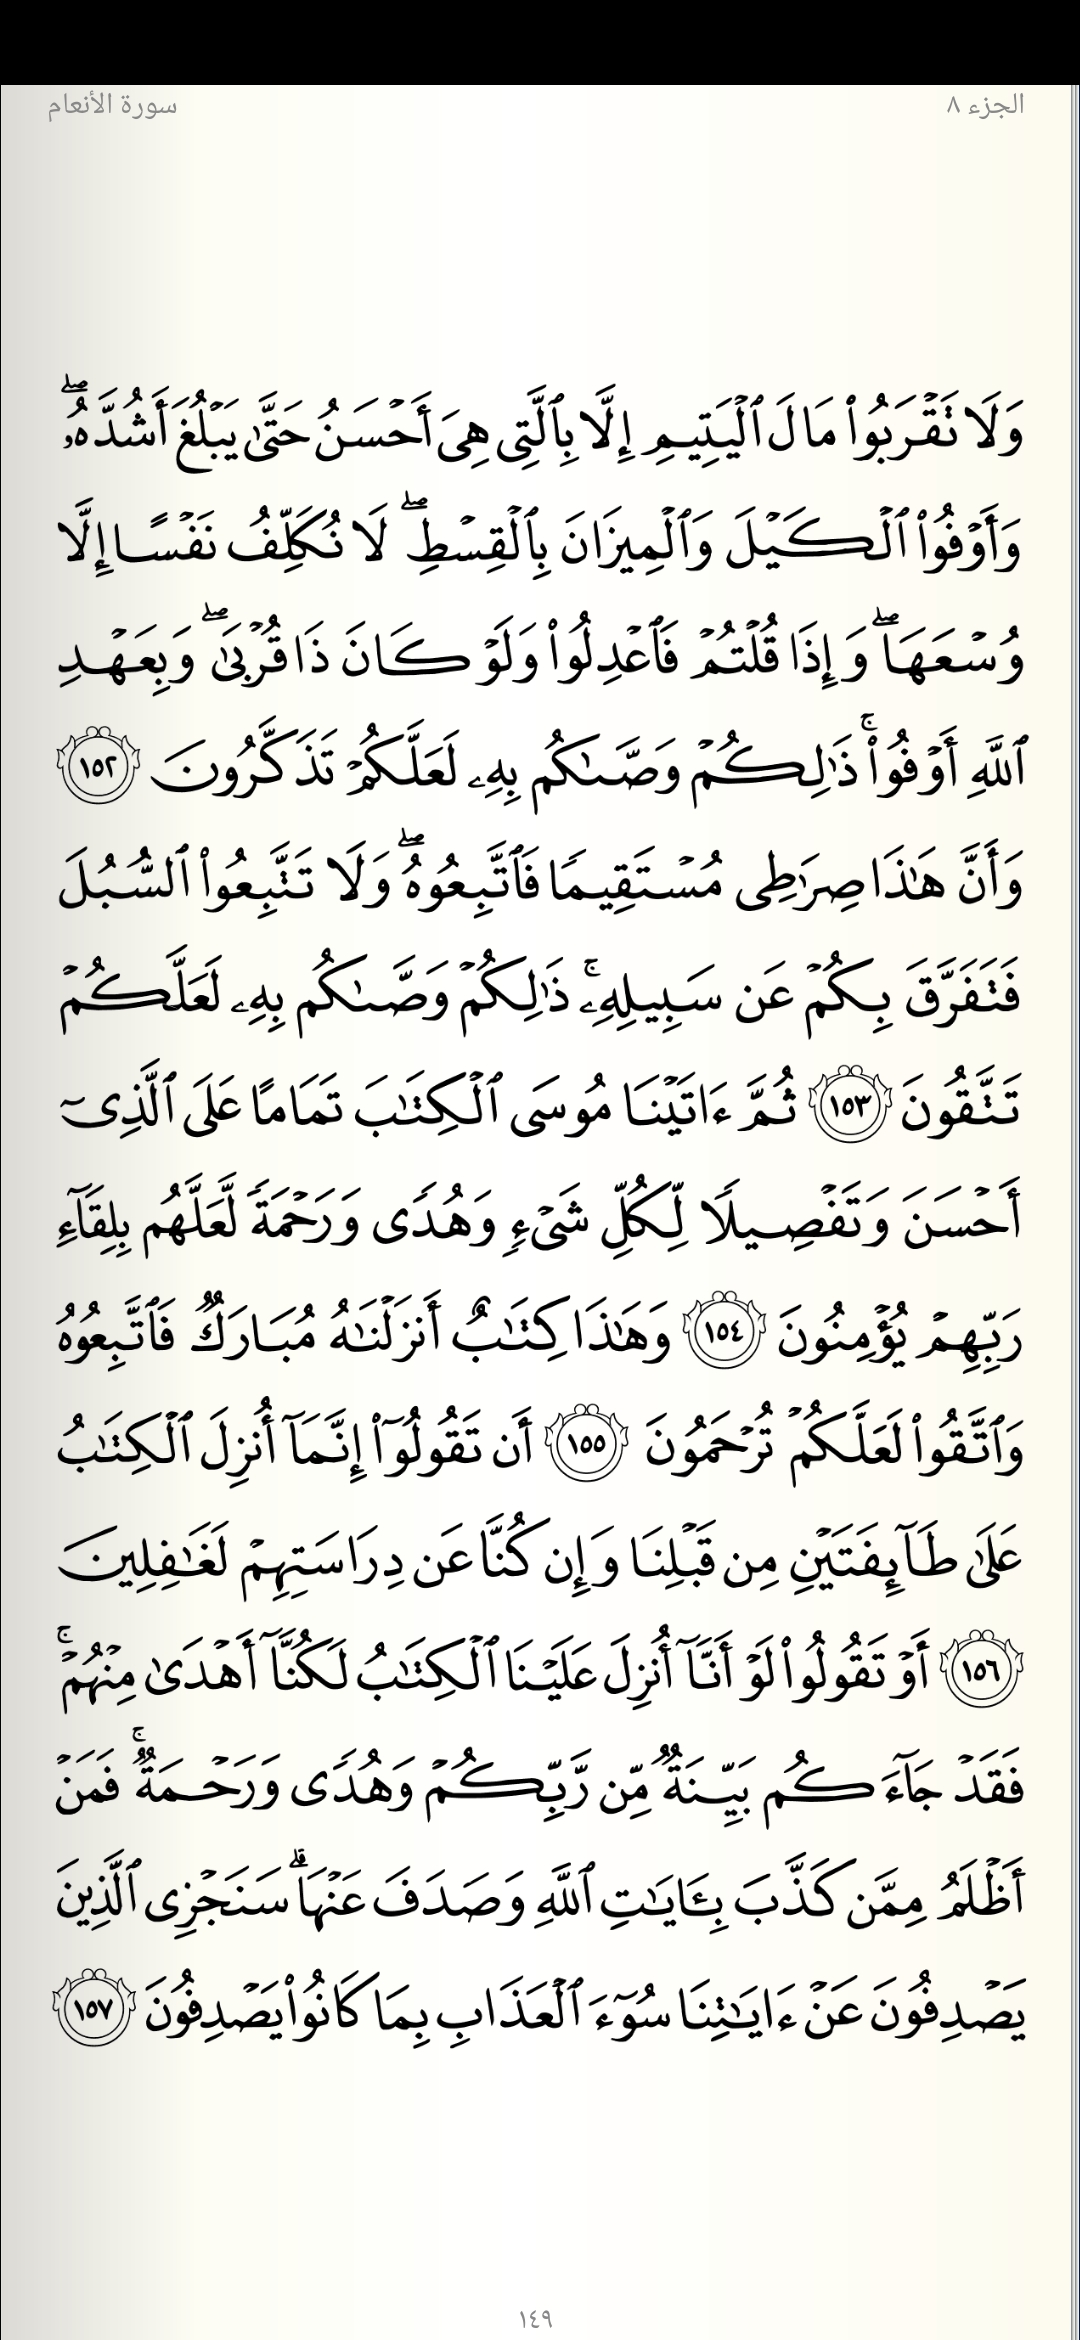 الجزء ٨
سورة الأنعام
وَلَا تَقۡرَبُواْ مَالَ ٱلۡيَتِيمِ إِلَّا بِٱلَّتِي هِيَ أَحۡسَنُ حَتَّىٰ يَبۡلُغَ أَشُدَّهُۥۖ
وَأَوۡفُواْ ٱلۡكَيۡلَ وَٱلۡمِيزَانَ بِٱلۡقِسۡطِۖ لَا نُكَلِّفُ نَفۡسًا إِلَّا
وُسۡعَهَاۖ وَإِذَا قُلۡتُمۡ فَٱعۡدِلُواْ وَلَوۡ كَانَ ذَا قُرۡبَىٰۖ وَبِعَهۡدِ
ٱللَّهِ أَوۡفُواْۚ ذَٰلِكُمۡ وَصَّىٰكُم بِهِۦ لَعَلَّكُمۡ تَذَكَّرُونَ ١٥٢
وَأَنَّ هَٰذَا صِرَٰطِي مُسۡتَقِيمٗا فَٱتَّبِعُوهُۖ وَلَا تَتَّبِعُواْ ٱلسُّبُلَ
فَتَفَرَّقَ بِكُمۡ عَن سَبِيلِهِۦۚ ذَٰلِكُمۡ وَصَّىٰكُم بِهِۦ لَعَلَّكُمۡ
تَتَّقُونَ ١٥٣ ثُمَّ ءَاتَيۡنَا مُوسَى ٱلۡكِتَٰبَ تَمَامًا عَلَى ٱلَّذِيٓ
أَحۡسَنَ وَتَفۡصِيلٗا لِّكُلِّ شَيۡءٖ وَهُدٗى وَرَحۡمَةٗ لَّعَلَّهُم بِلِقَآءِ
رَبِّهِمۡ يُؤۡمِنُونَ ١٥٤ وَهَٰذَا كِتَٰبٌ أَنزَلۡنَٰهُ مُبَارَكٞ فَٱتَّبِعُوهُ
وَٱتَّقُواْ لَعَلَّكُمۡ تُرۡحَمُونَ ١٥٥ أَن تَقُولُوٓاْ إِنَّمَآ أُنزِلَ ٱلۡكِتَٰبُ
عَلَىٰ طَآئِفَتَيۡنِ مِن قَبۡلِنَا وَإِن كُنَّا عَن دِرَاسَتِهِمۡ لَغَٰفِلِينَ
١٥٦ أَوۡ تَقُولُواْ لَوۡ أَنَّآ أُنزِلَ عَلَيۡنَا ٱلۡكِتَٰبُ لَكُنَّآ أَهۡدَىٰ مِنۡهُمۡۚ
فَقَدۡ جَآءَكُم بَيِّنَةٞ مِّن رَّبِّكُمۡ وَهُدٗى وَرَحۡمَةٞۚ فَمَنۡ
أَظۡلَمُ مِمَّن كَذَّبَ بِـَٔايَٰتِ ٱللَّهِ وَصَدَفَ عَنۡهَاۗ سَنَجۡزِي ٱلَّذِينَ
يَصۡدِفُونَ عَنۡ ءَايَٰتِنَا سُوٓءَ ٱلۡعَذَابِ بِمَا كَانُواْ يَصۡدِفُونَ ١٥٧
١٤٩